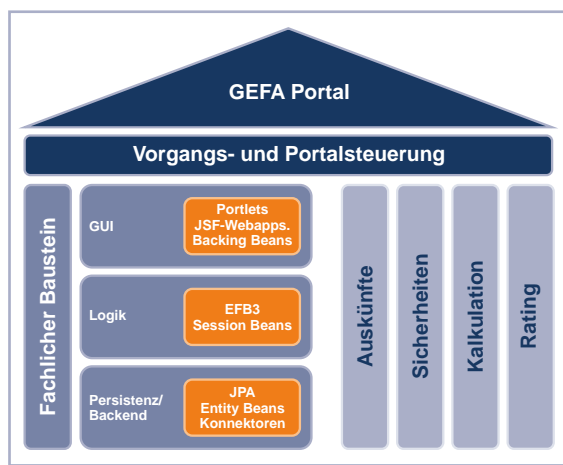 GEFA Portal
Vorgangs- und Portalsteuerung
Fachlicher Baustein
GUI
Portlets
JSF-Webapps.
Backing Beans
Logik
EFB3
Session Beans
Persistenz/
Backend
JPA
Entity Beans
Konnektoren
Auskünfte
Sicherheiten
Kalkulation
Rating